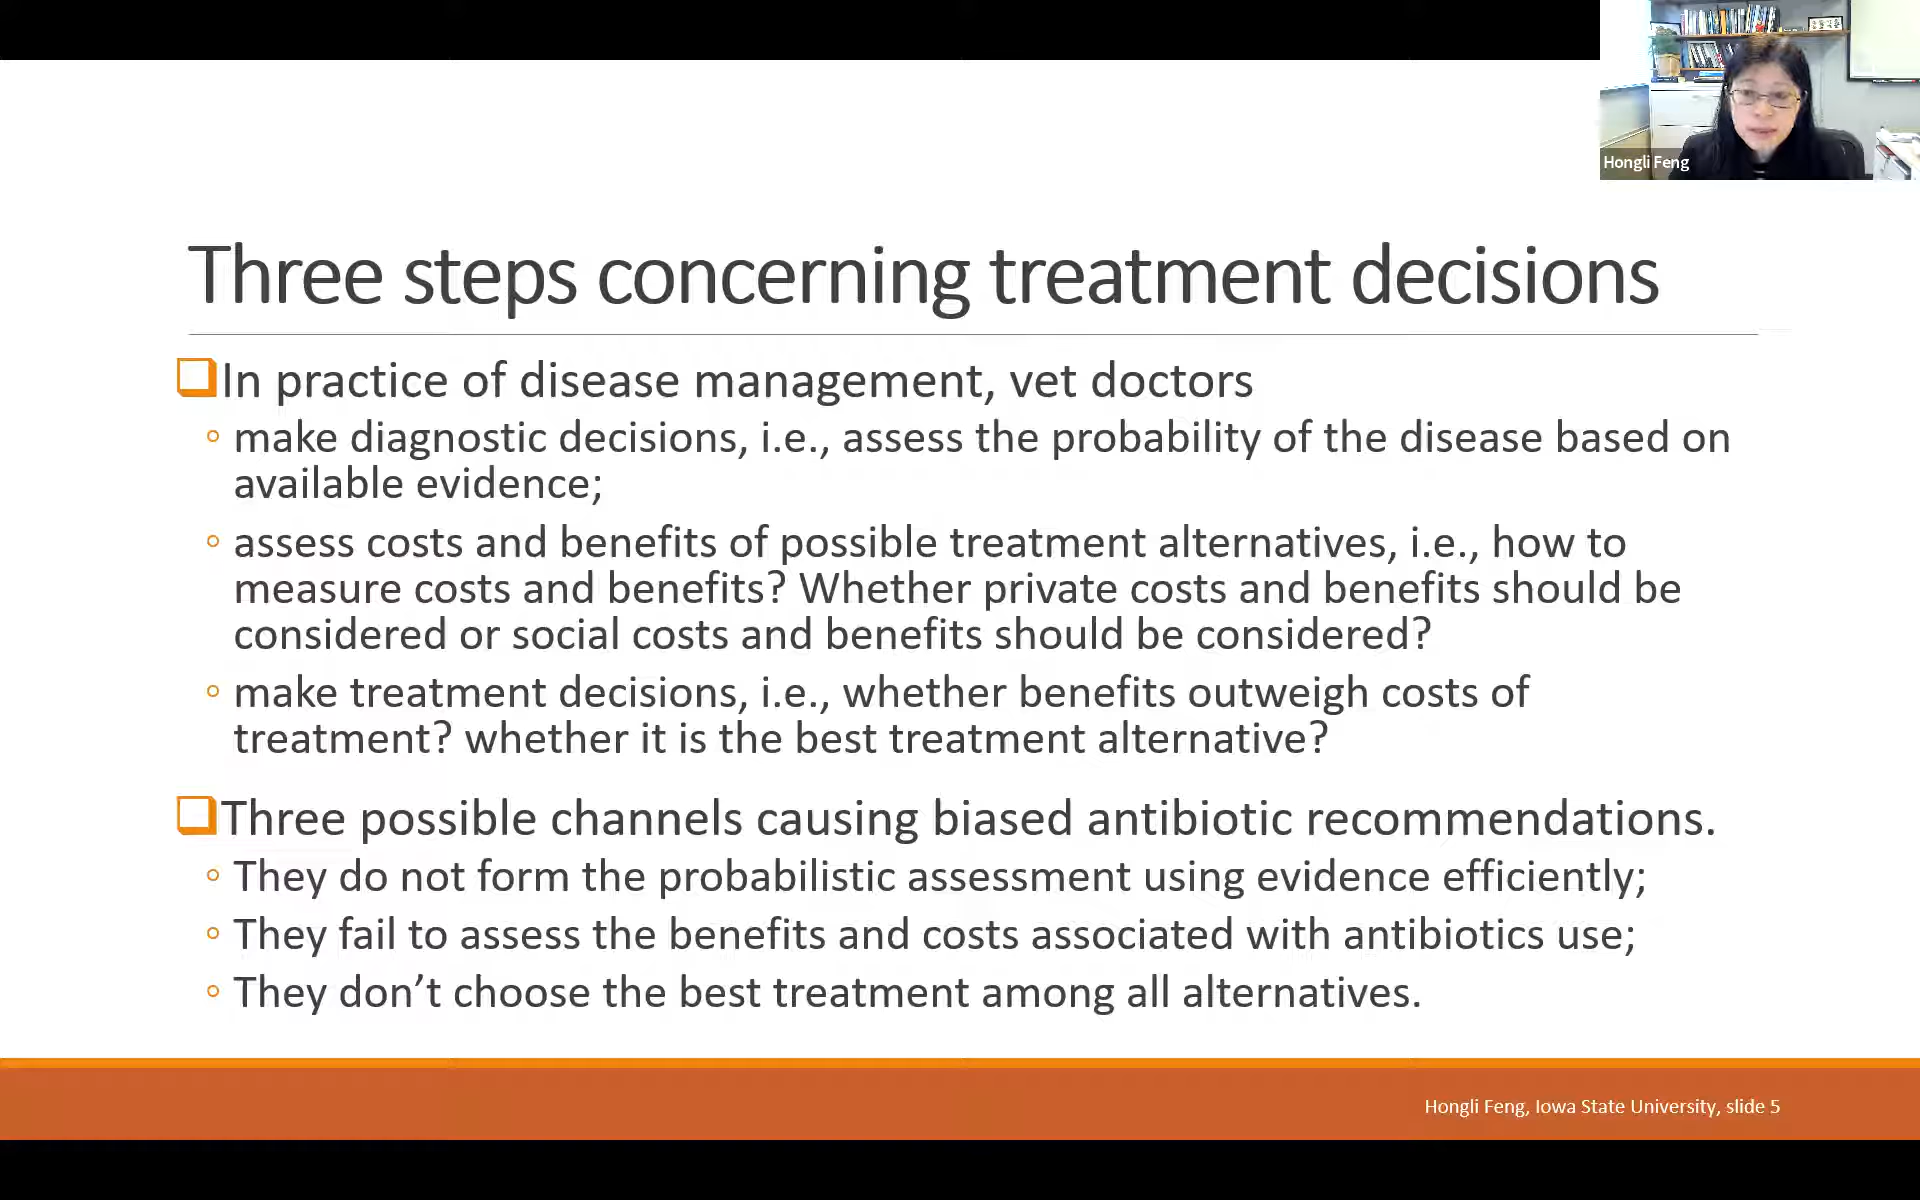 Hongli Feng
Three steps concerning treatment decisions
In practice of disease management, vet doctors
make diagnostic decisions, i.e., assess the probability of the disease based on
available evidence;
assess costs and benefits of possible treatment alternatives, i.e., how to
measure costs and benefits? Whether private costs and benefits should be
considered or social costs and benefits should be considered?
make treatment decisions, i.e., whether benefits outweigh costs of
treatment? whether it is the best treatment alternative?
Three possible channels causing biased antibiotic recommendations.
They do not form the probabilistic assessment using evidence efficiently;
They fail to assess the benefits and costs associated with antibiotics use;
They don’t choose the best treatment among all alternatives.
Hongli Feng, Iowa State University, slide 5